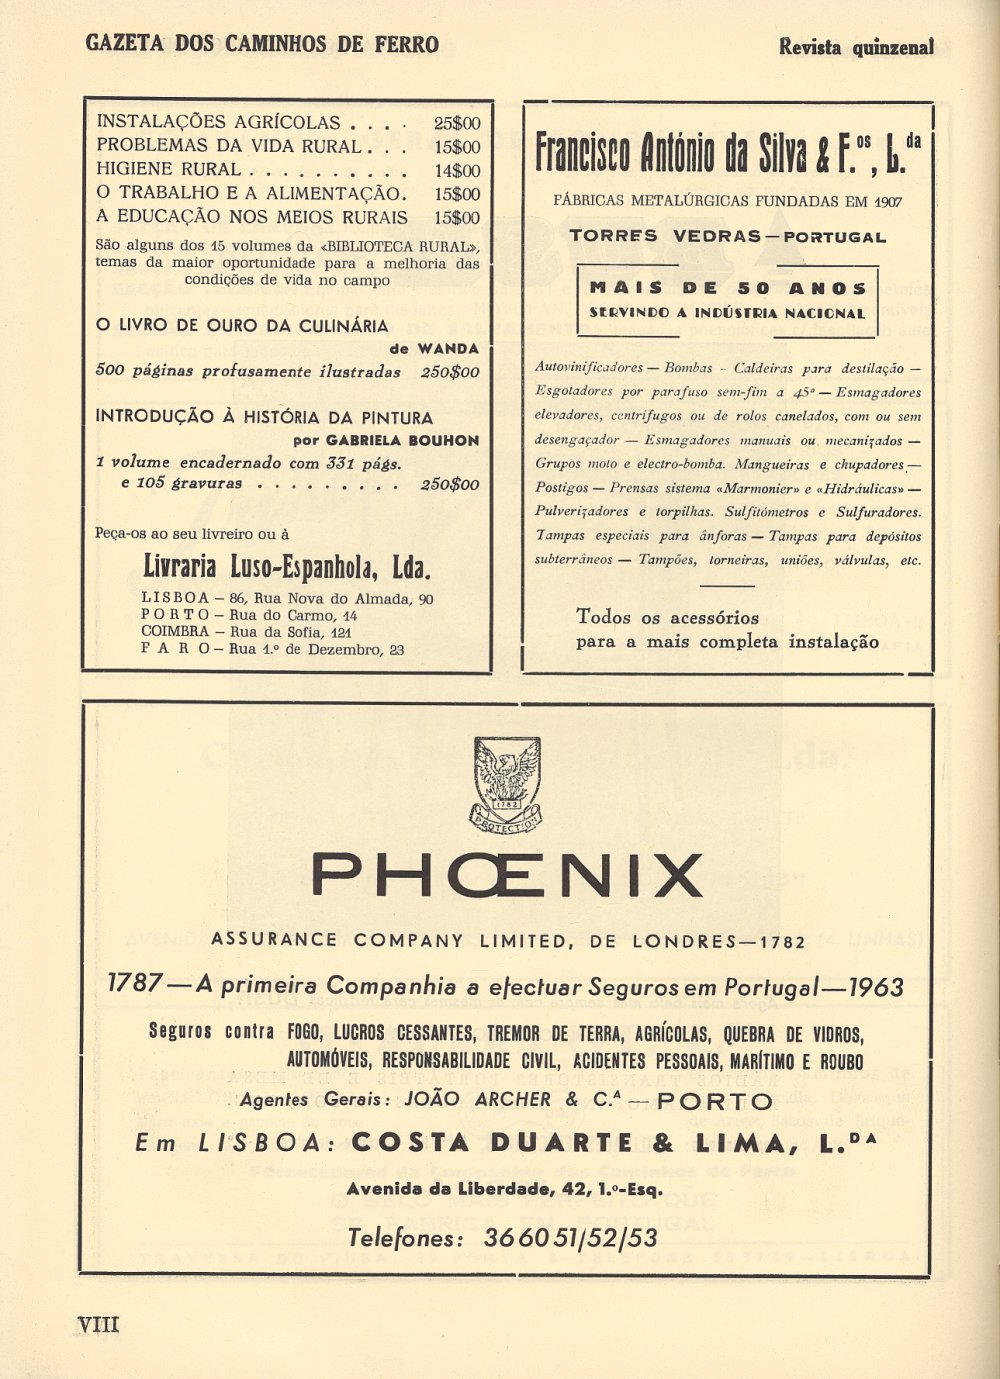 GAZETA DOS CAMINHOS DE FERRO
Revista quinzenal
INSTALAÇÕES AGRÍCOLAS . . . . 25$00
PROBLEMAS DA VIDA RURAL . . . 15$00
HIGIENE RURAL . . . . . . . . . . 14$00
O TRABALHO E A ALIMENTAÇÃO. 15$00
A EDUCAÇÃO NOS MEIOS RURAIS 15$00
São alguns dos 15 volumes da «BIBLIOTECA RURAL»,
temas da maior oportunidade para a melhoria das
condições de vida no campo
O LIVRO DE OURO DA CULINÁRIA
de WANDA
500 páginas profusamente ilustradas 250$00
INTRODUÇÃO À HISTÓRIA DA PINTURA
por GABRIELA BOUHON
1 volume encadernado com 331 págs.
e 105 gravuras . . . . . . . . . 250$00
Peça-os ao seu livreiro ou à
Livraria Luso-Espanhola, Lda.
LISBOA – 86, Rua Nova do Almada, 90
PORTO – Rua do Carmo, 14
COIMBRA – Rua da Sofia, 121
FARO – Rua 1.º de Dezembro, 23
Francisco António da Silva & F.os, L.da
FÁBRICAS METALÚRGICAS FUNDADAS EM 1907
TORRES VEDRAS — PORTUGAL
MAIS DE 50 ANOS
SERVINDO A INDÚSTRIA NACIONAL
Autovinificadores — Bombas - Caldeiras para destilação —
Esgotadores por parafuso sem-fim a 45º — Esmagadores
elevadores, centrífugos ou de rolos canelados, com ou sem
desengaçador — Esmagadores manuais ou mecanizados —
Grupos moto e electro-bomba. Mangueiras e chupadores —
Postigos — Prensas sistema «Marmonier» e «Hidráulicas» —
Pulverizadores e torpilhas. Sulfitómetros e Sulfuradores.
Tampas especiais para ânforas — Tampas para depósitos
subterrâneos — Tampões, torneiras, uniões, válvulas, etc.
Todos os acessórios
para a mais completa instalação
1782
PROTECTION
PHŒNIX
ASSURANCE COMPANY LIMITED, DE LONDRES—1782
1787—A primeira Companhia a efectuar Seguros em Portugal—1963
Seguros contra FOGO, LUCROS CESSANTES, TREMOR DE TERRA, AGRÍCOLAS, QUEBRA DE VIDROS,
AUTOMÓVEIS, RESPONSABILIDADE CIVIL, ACIDENTES PESSOAIS, MARÍTIMO E ROUBO
Agentes Gerais: JOÃO ARCHER & C.A — PORTO
Em LISBOA: COSTA DUARTE & LIMA, L.DA
Avenida da Liberdade, 42, 1.º-Esq.
Telefones: 366051/52/53
VIII